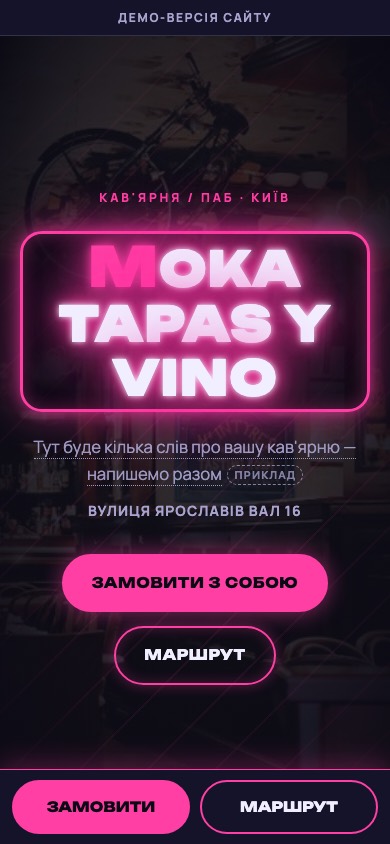 ДЕМО-ВЕРСІЯ САЙТУ
КАВ'ЯРНЯ / ПАБ · КИЇВ
МОКА
TAPAS Y
VINO
Тут буде кілька слів про вашу кав'ярню —
напишемо разом ПРИКЛАД
ВУЛИЦЯ ЯРОСЛАВІВ ВАЛ 16
ЗАМОВИТИ З СОБОЮ
МАРШРУТ
ЗАМОВИТИ МАРШРУТ